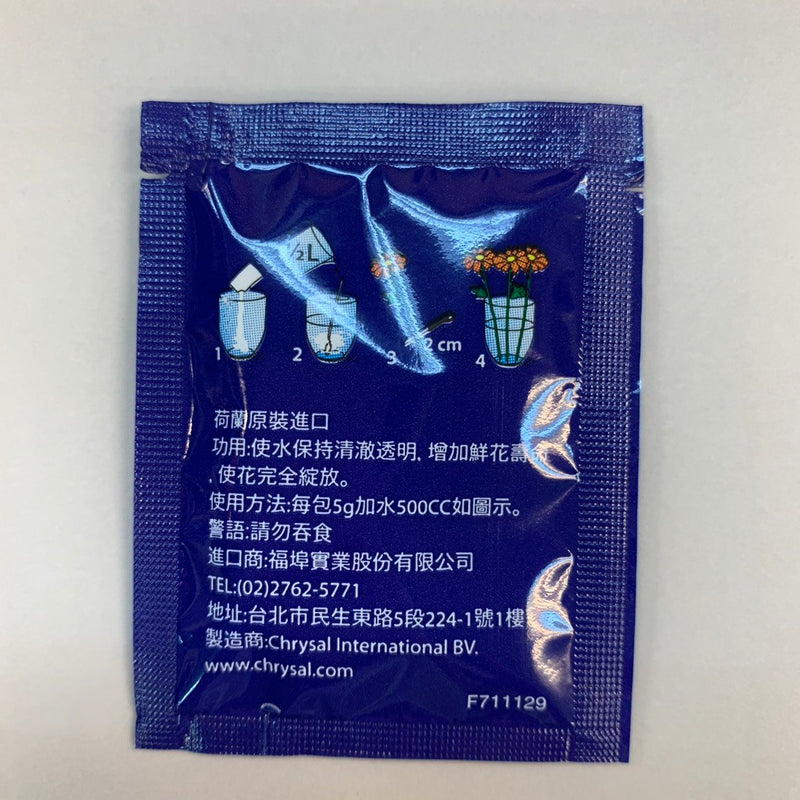 2L
1
2
3
2 cm
4
荷蘭原裝進口
功用:使水保持清澈透明, 增加鮮花壽
, 使花完全綻放。
使用方法:每包5g加水500CC如圖示。
警語:請勿吞食
進口商:福埠實業股份有限公司
TEL:(02)2762-5771
地址:台北市民生東路5段224-1號1樓
製造商:Chrysal International BV.
www.chrysal.com
F711129